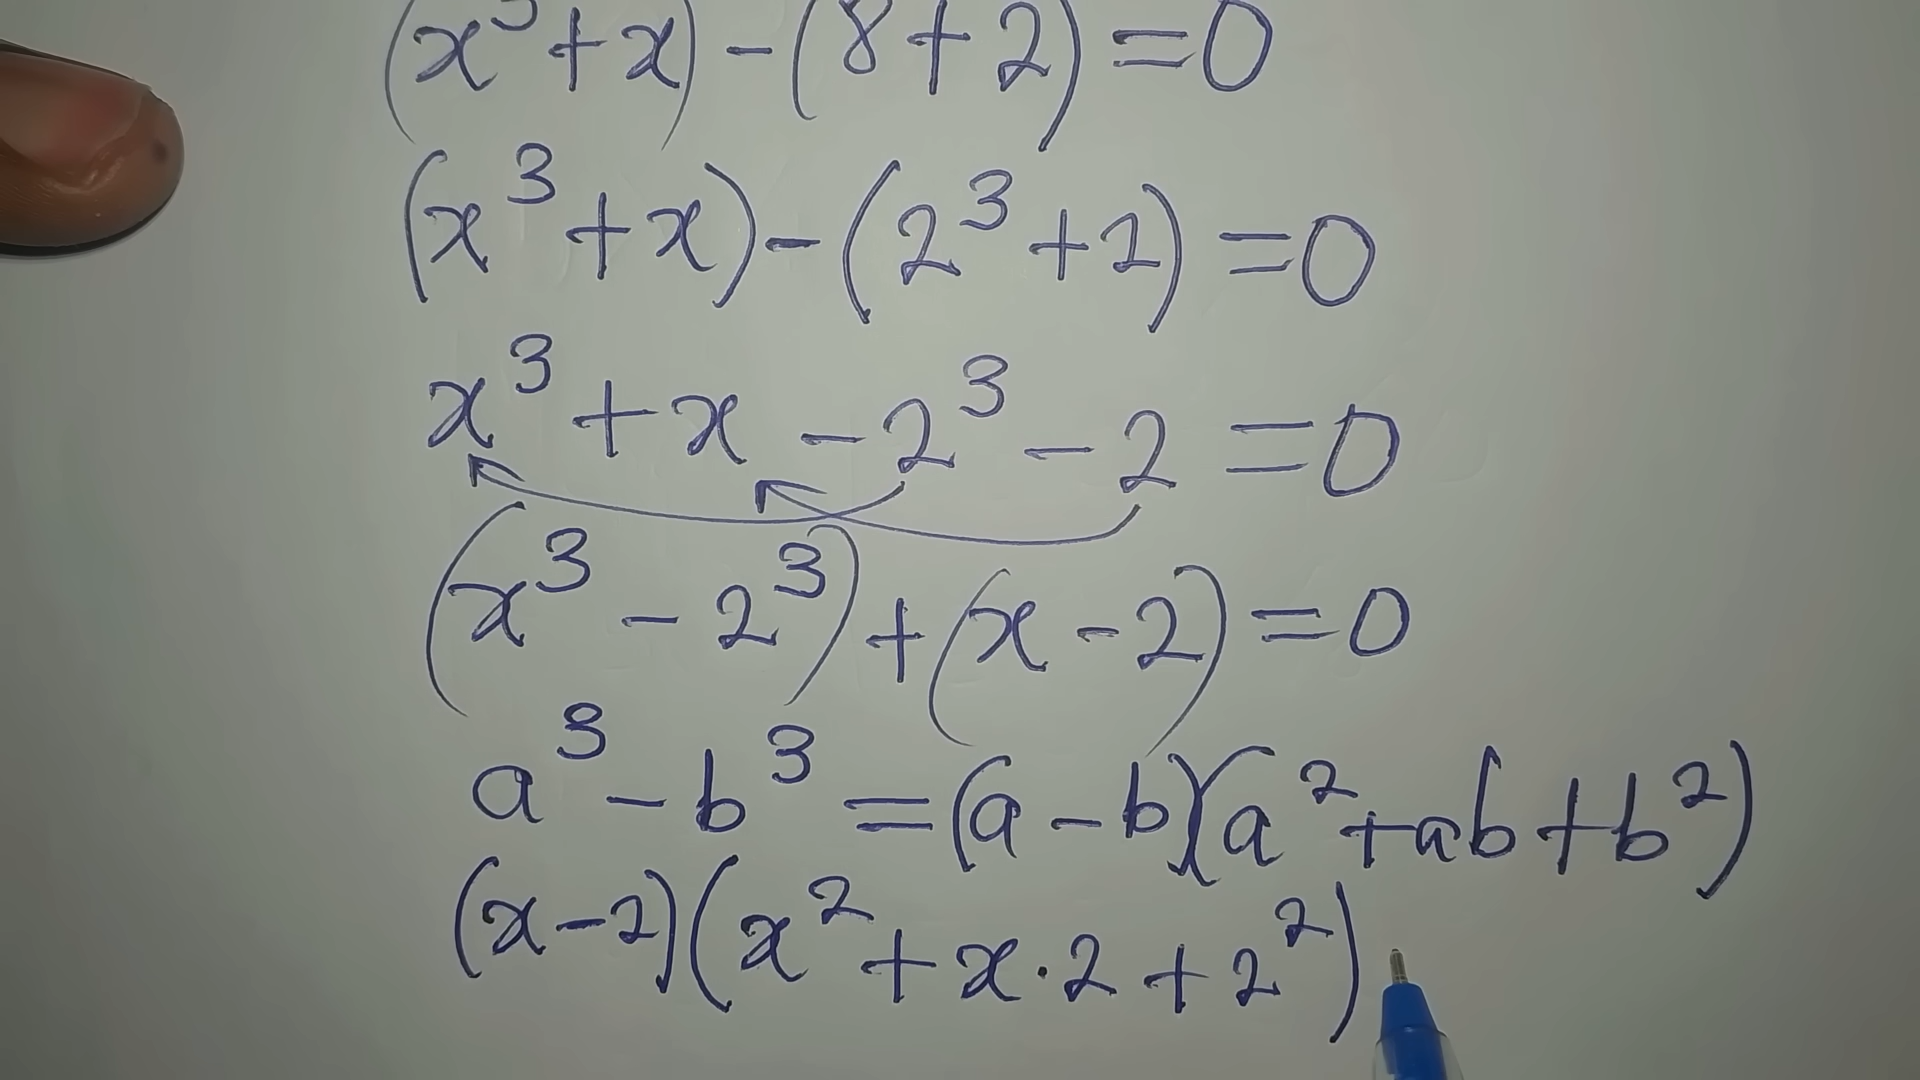 (x³+x)-(8+2)=0
(x³+x)-(2³+2)=0
x³+x-2³-2=0
(x³-2³)+(x-2)=0
a³-b³=(a-b)(a²+ab+b²)
(x-2)(x²+x·2+2²)